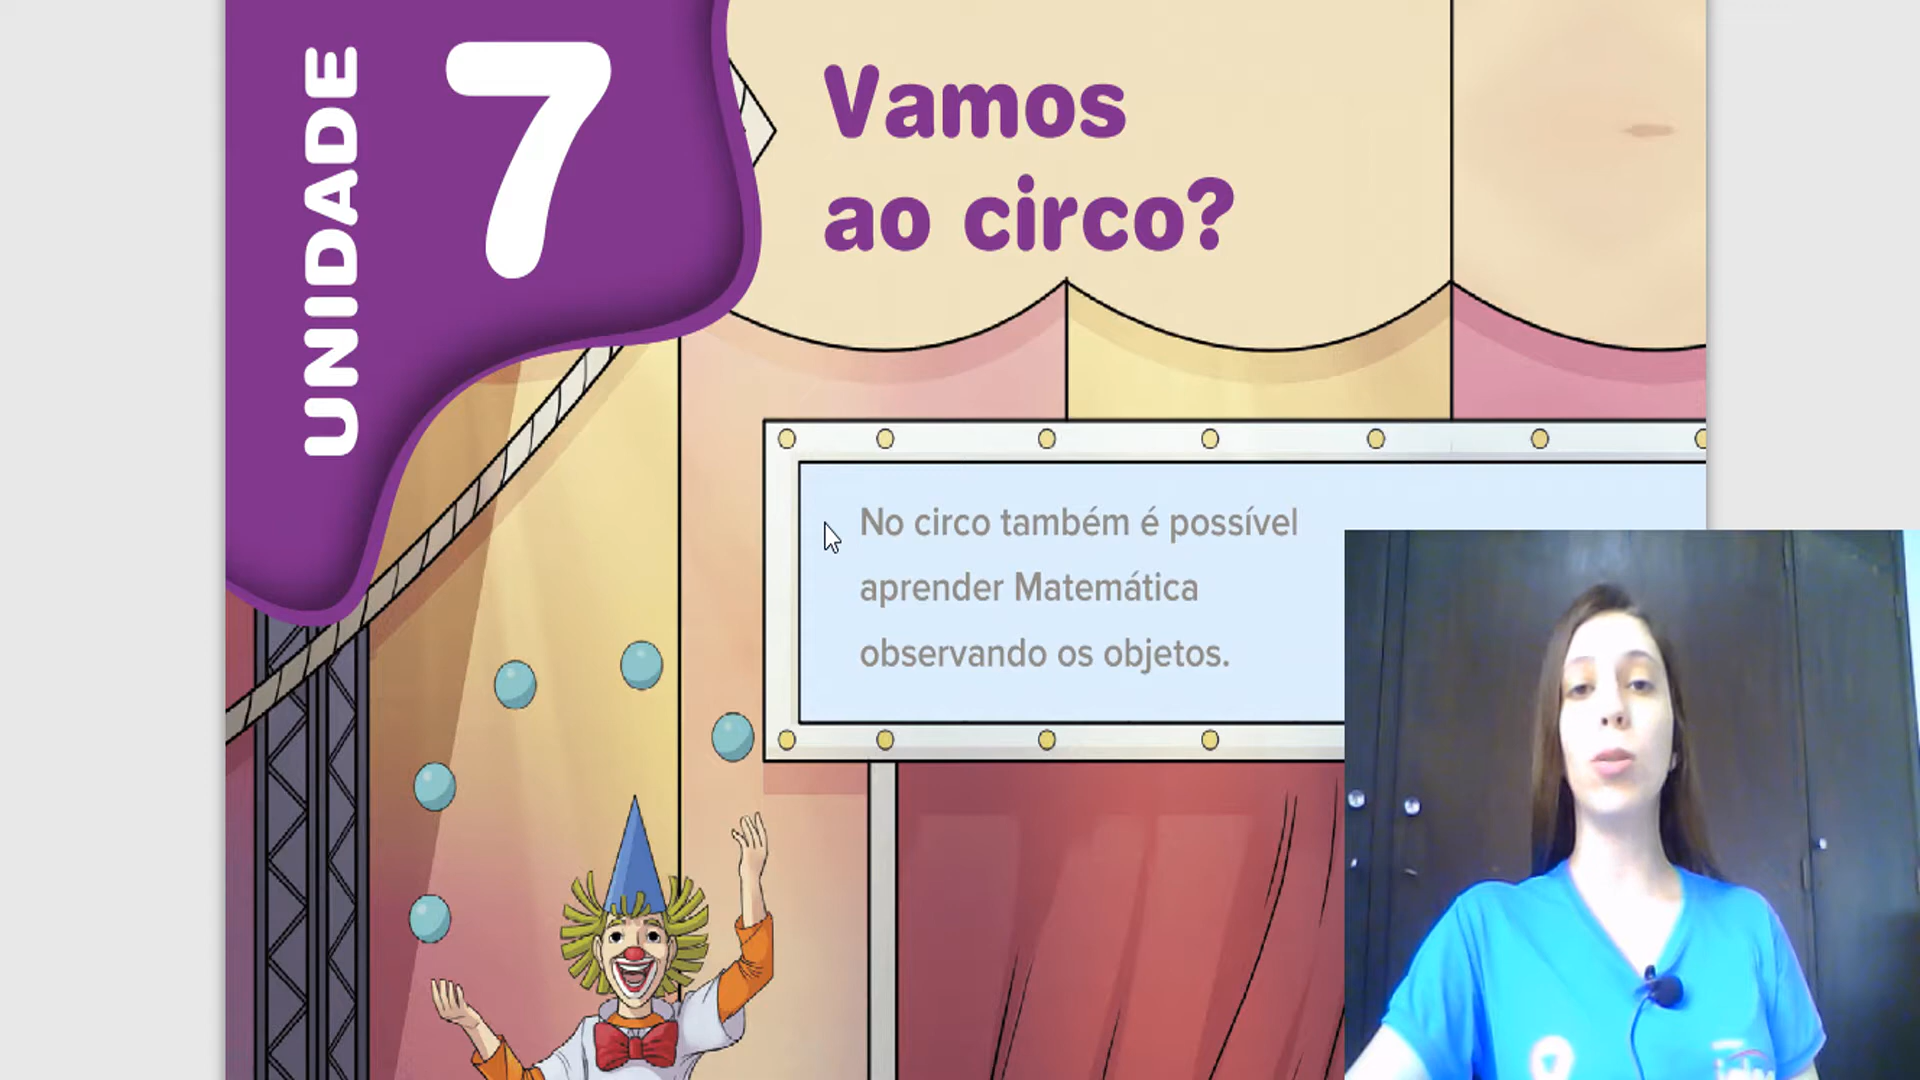 UNIDADE
7
Vamos
ao circo?
No circo também é possível
aprender Matemática
observando os objetos.